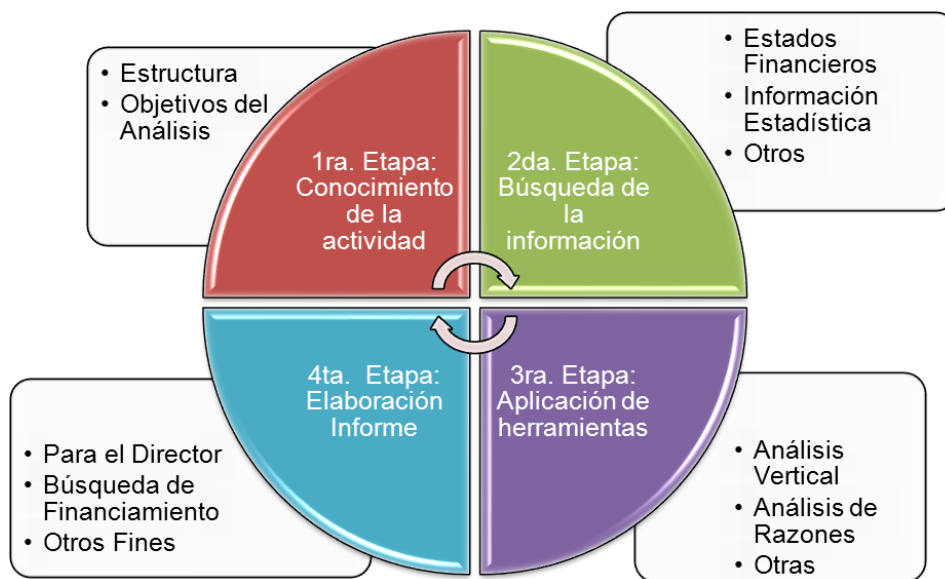 • Estructura
• Objetivos del
Análisis
1ra. Etapa:
Conocimiento
de la
actividad
2da. Etapa:
Búsqueda de
la
información
• Estados
Financieros
• Información
Estadística
• Otros
4ta. Etapa:
Elaboración
Informe
3ra. Etapa:
Aplicación de
herramientas
• Para el Director
• Búsqueda de
Financiamiento
• Otros Fines
• Análisis
Vertical
• Análisis de
Razones
• Otras